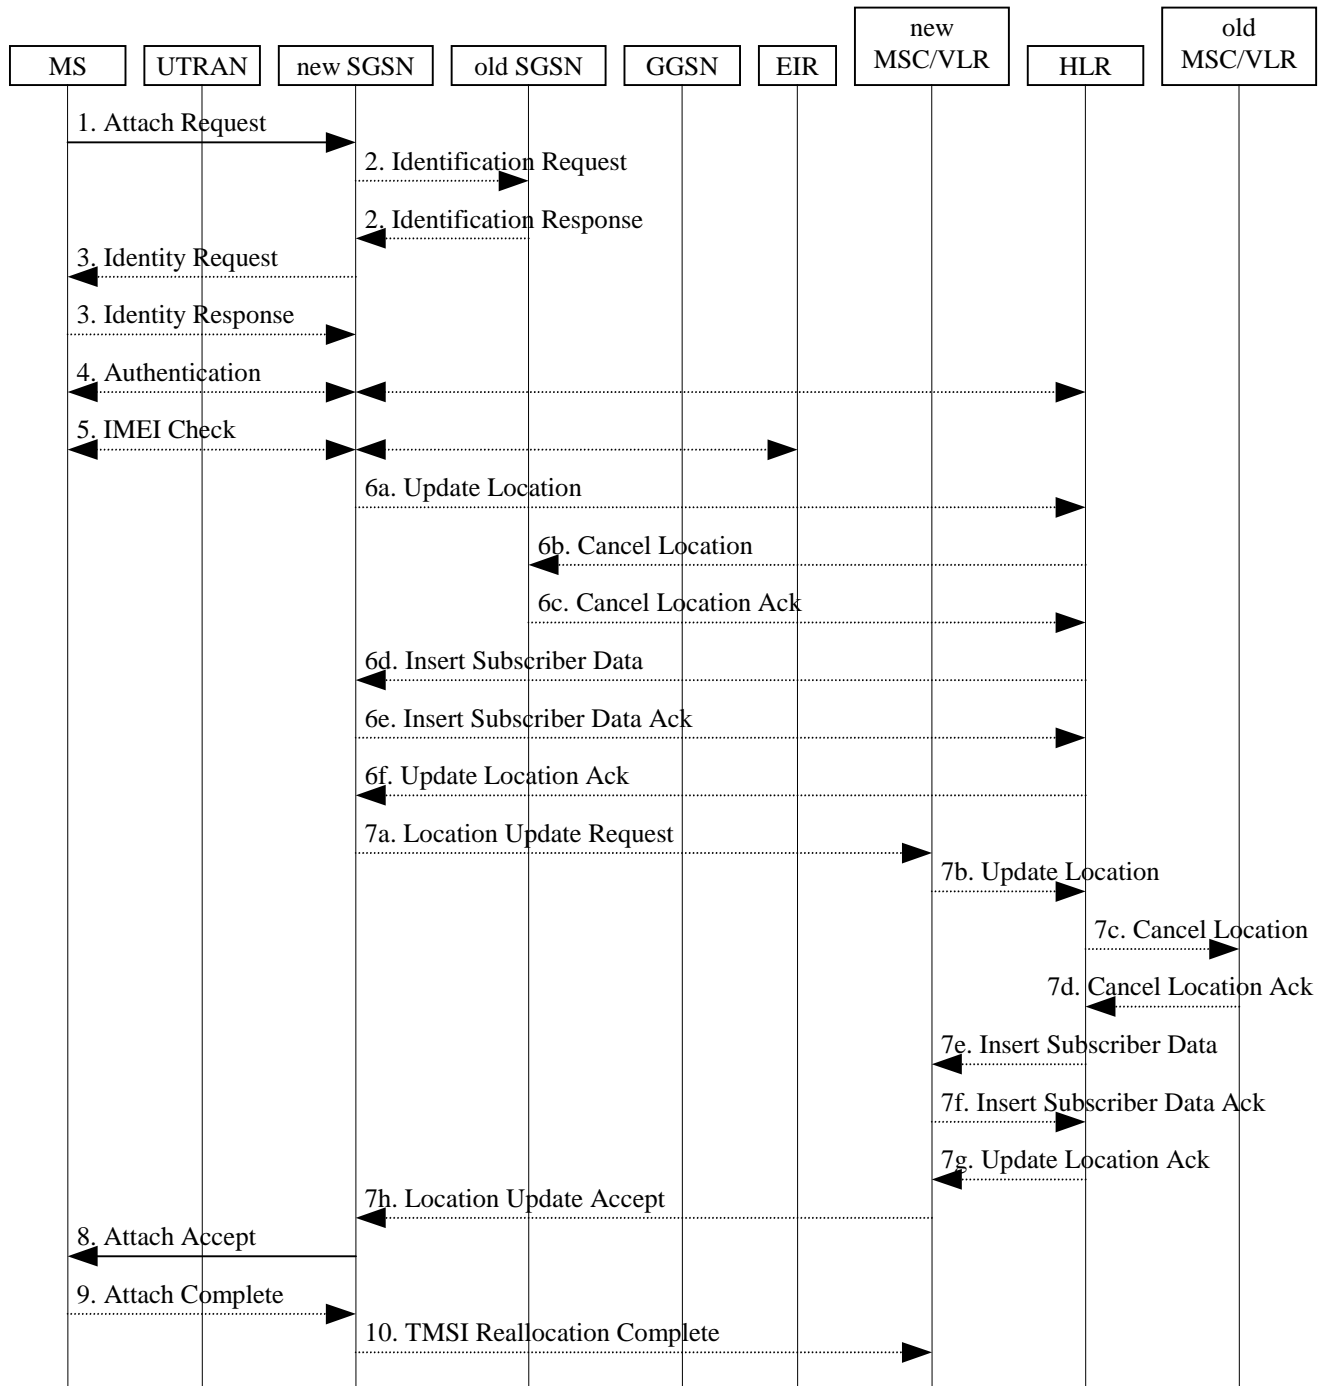 MS
UTRAN
new SGSN
old SGSN
GGSN
EIR
new
MSC/VLR
HLR
old
MSC/VLR
1. Attach Request
2. Identification Request
2. Identification Response
3. Identity Request
3. Identity Response
4. Authentication
5. IMEI Check
6a. Update Location
6b. Cancel Location
6c. Cancel Location Ack
6d. Insert Subscriber Data
6e. Insert Subscriber Data Ack
6f. Update Location Ack
7a. Location Update Request
7b. Update Location
7c. Cancel Location
7d. Cancel Location Ack
7e. Insert Subscriber Data
7f. Insert Subscriber Data Ack
7g. Update Location Ack
7h. Location Update Accept
8. Attach Accept
9. Attach Complete
10. TMSI Reallocation Complete